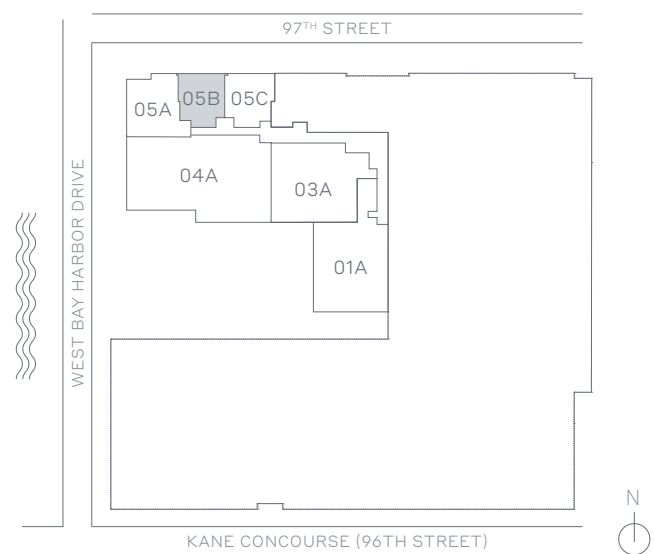 97TH STREET
05A
05B
05C
04A
03A
01A
WEST BAY HARBOR DRIVE
KANE CONCOURSE (96TH STREET)
N